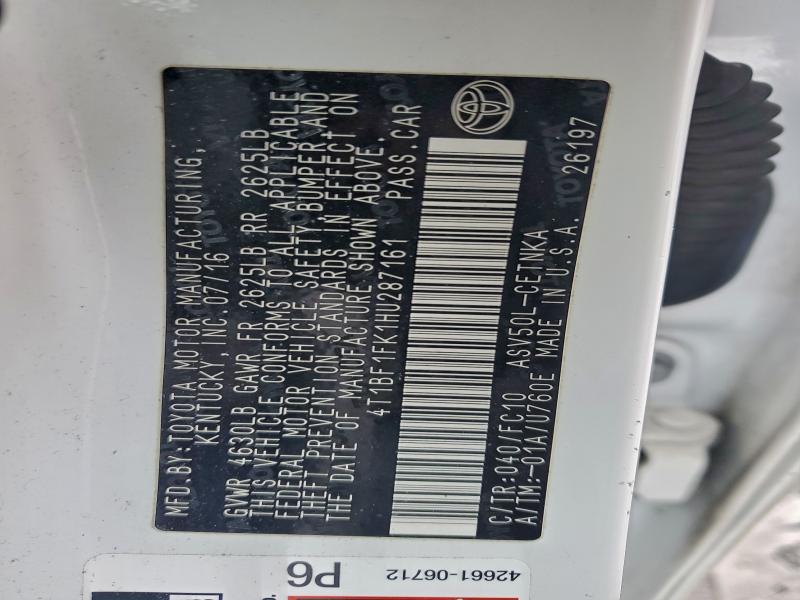 MFD.BY:TOYOTA MOTOR MANUFACTURING,
KENTUCKY, INC. 07/16
GVWR 4630LB GAWR FR 2625LB RR 2625LB
THIS VEHICLE CONFORMS TO ALL APPLICABLE
FEDERAL MOTOR VEHICLE SAFETY, BUMPER, AND
THEFT PREVENTION STANDARDS IN EFFECT ON
THE DATE OF MANUFACTURE SHOWN ABOVE.
4T1BF1FK1HU287161 PASS.CAR
C/TR:040/FC10 ASV50L-CETNKA
A/TM:-01A/U760E MADE IN U.S.A. 26197
P6
42661-06712